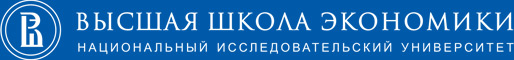 ВЫСШАЯ ШКОЛА ЭКОНОМИКИ
НАЦИОНАЛЬНЫЙ ИССЛЕДОВАТЕЛЬСКИЙ УНИВЕРСИТЕТ